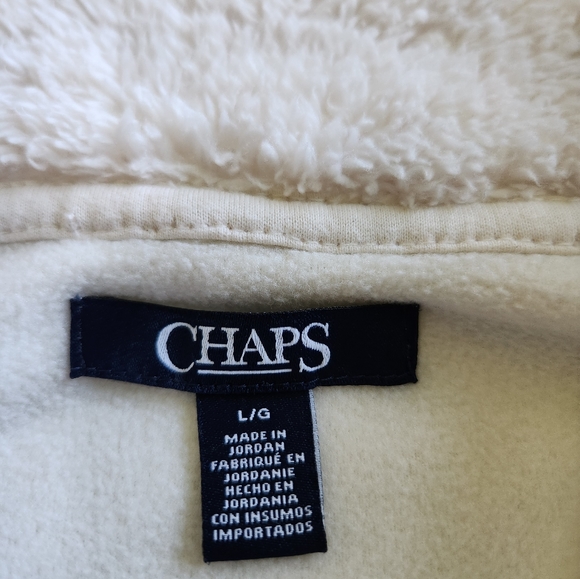 CHAPS
L/G
MADE IN
JORDAN
FABRIQUÉ EN
JORDANIE
HECHO EN
JORDANIA
CON INSUMOS
IMPORTADOS